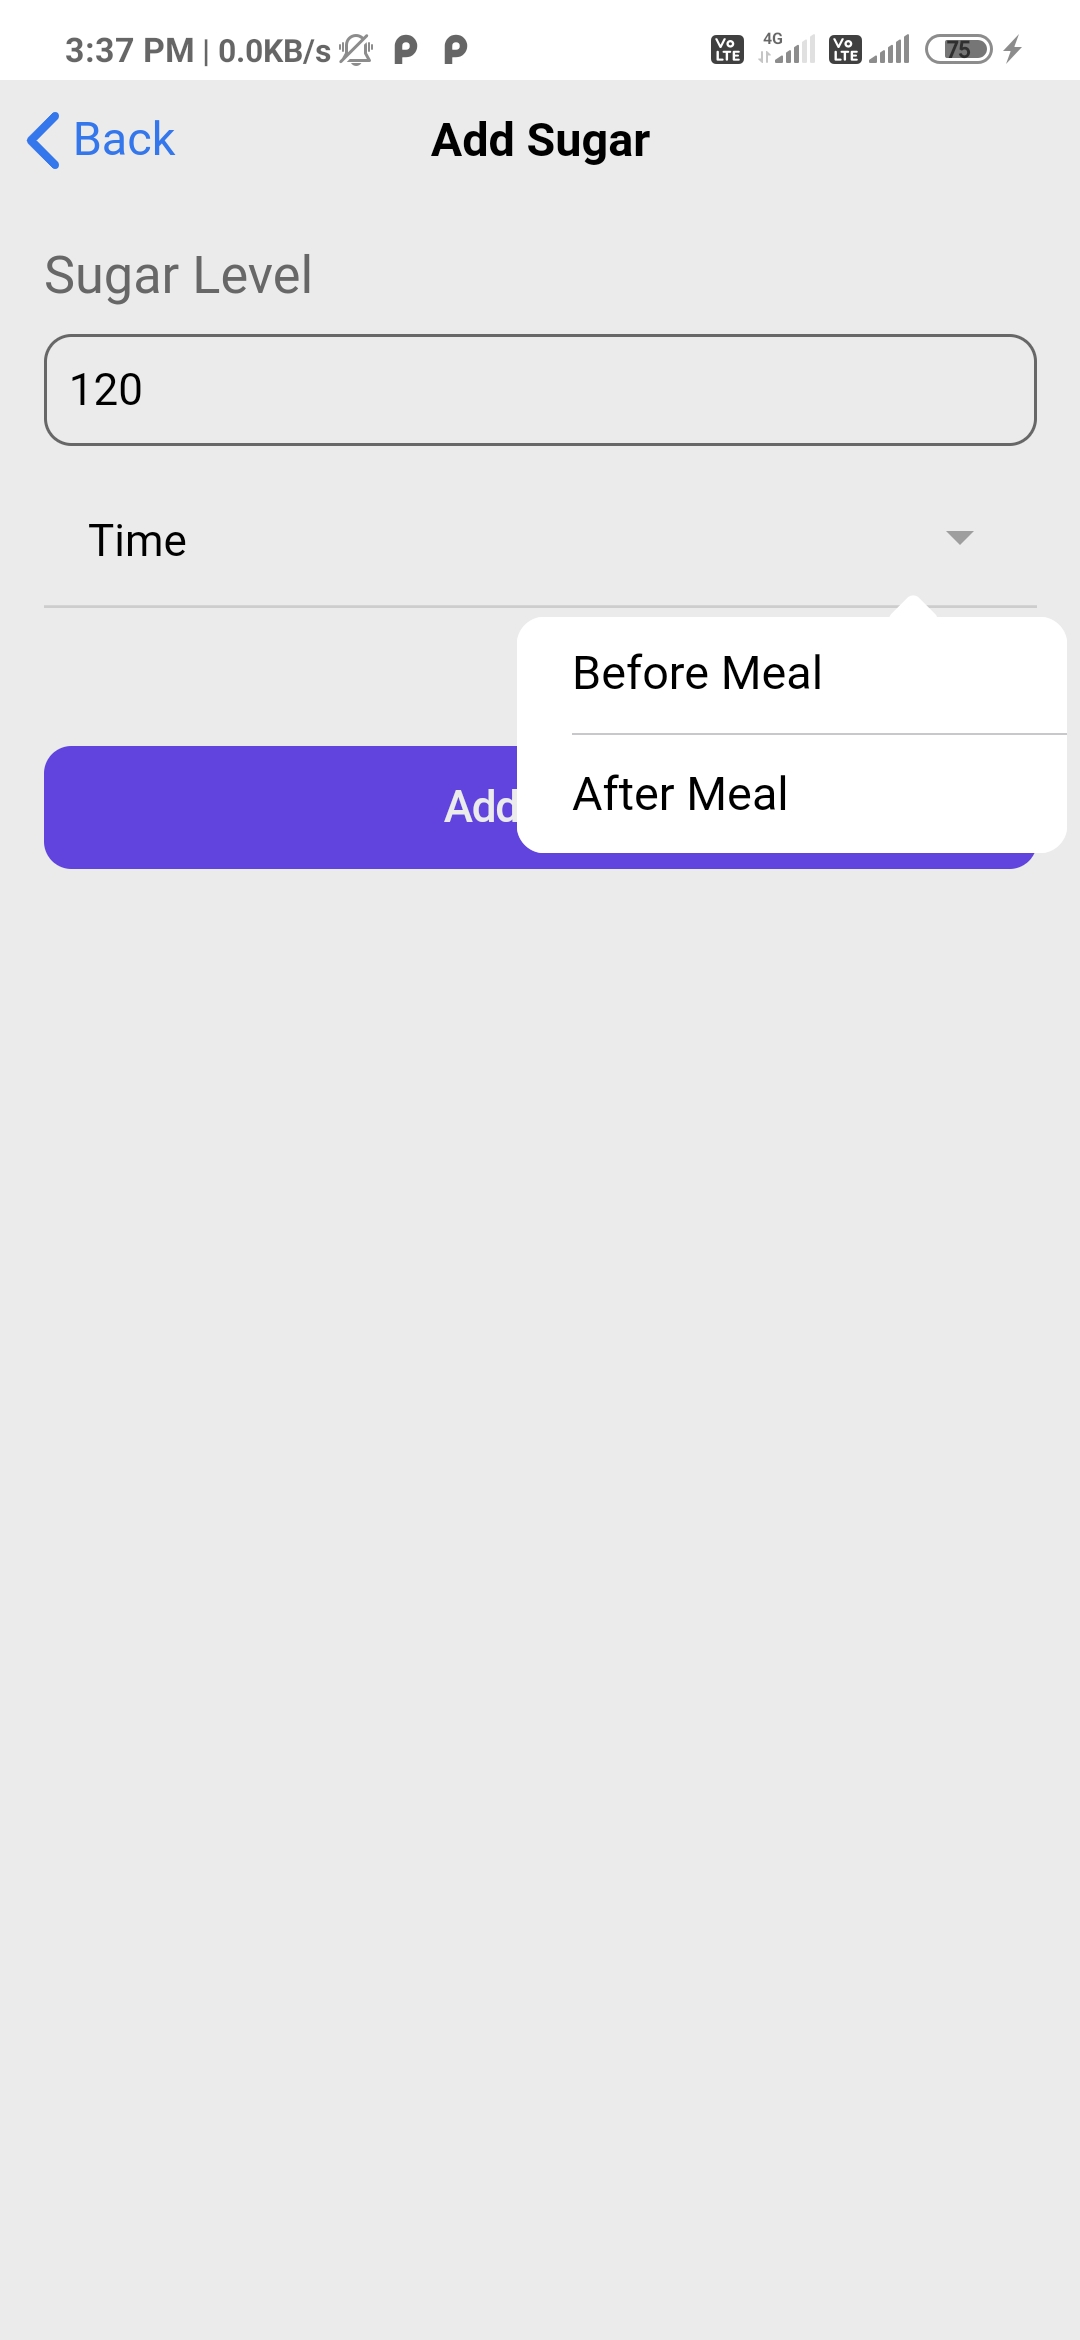 3:37 PM | 0.0KB/s
Vo LTE 4G Vo LTE 75
Back
Add Sugar
Sugar Level
120
Time
Before Meal
After Meal
Add